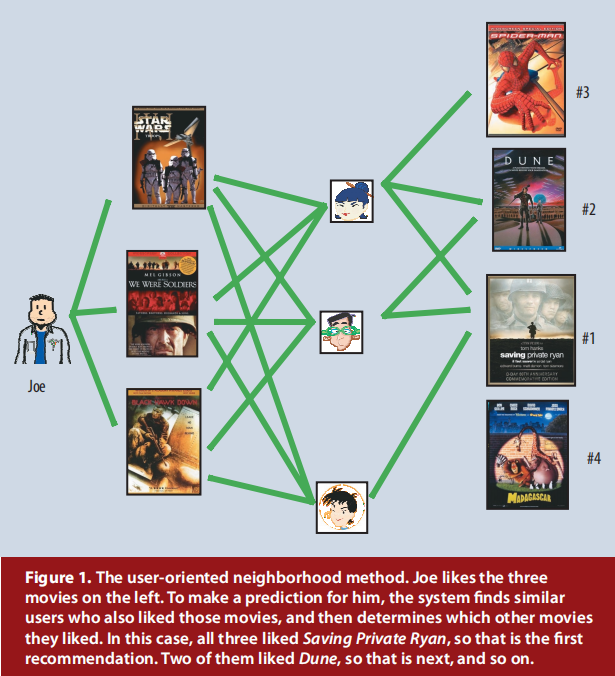 STAR
WARS
MEL GIBSON
WE WERE SOLDIERS
BLACK HAWK DOWN
Joe
SPIDER-MAN
#3
DUNE
#2
tom hanks
saving private ryan
#1
MADAGASCAR
#4
Figure 1. The user-oriented neighborhood method. Joe likes the three
movies on the left. To make a prediction for him, the system finds similar
users who also liked those movies, and then determines which other movies
they liked. In this case, all three liked Saving Private Ryan, so that is the first
recommendation. Two of them liked Dune, so that is next, and so on.